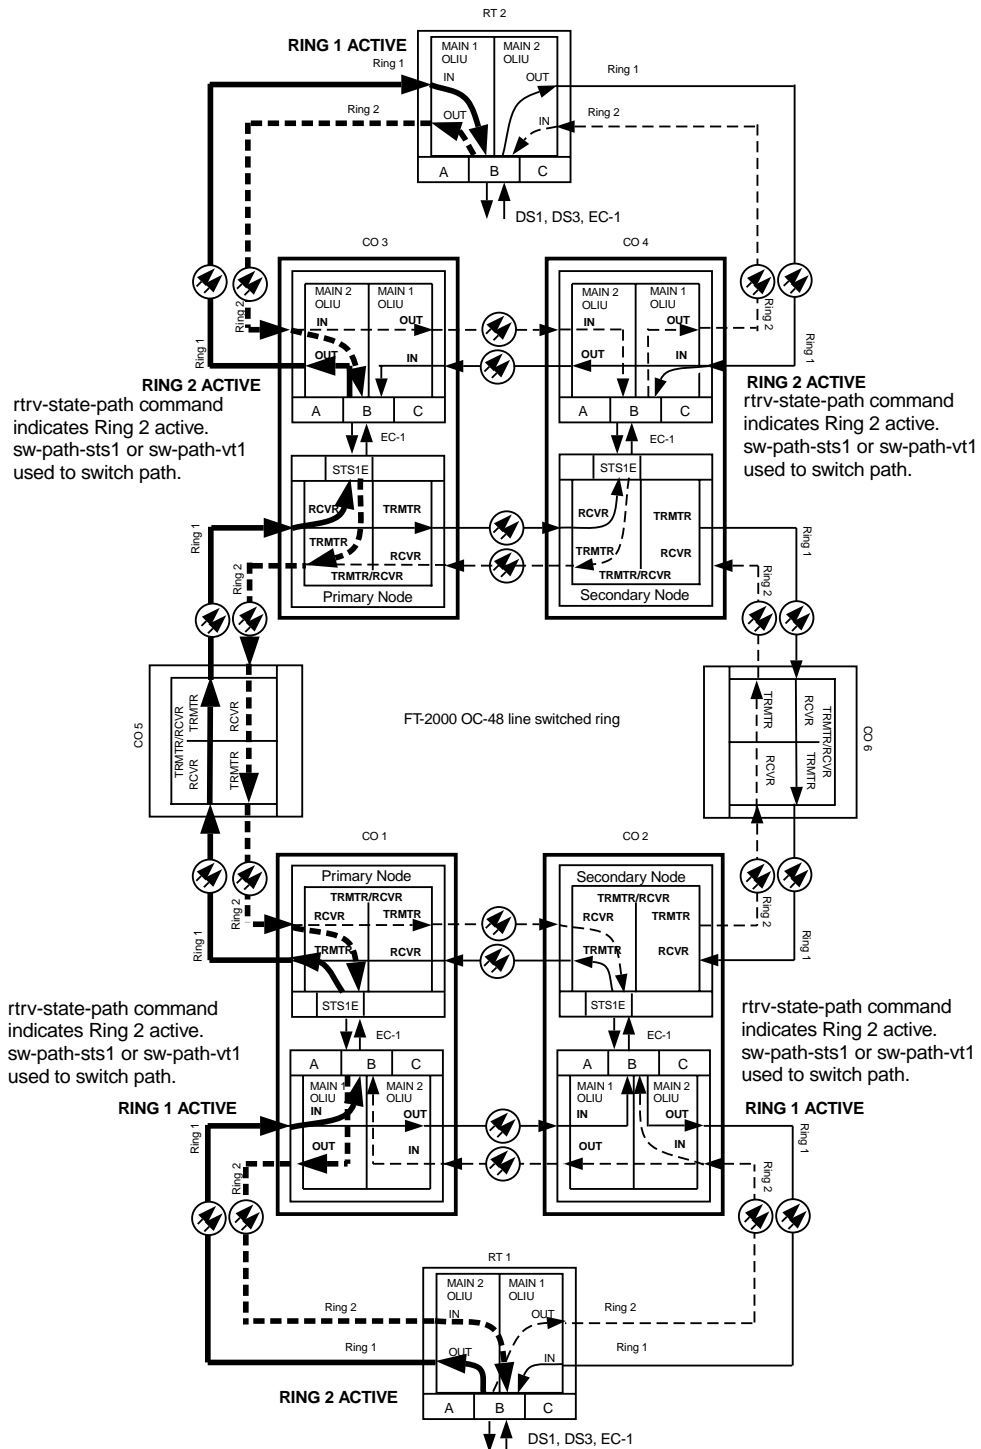 RT 2
RING 1 ACTIVE
MAIN 1
OLIU
MAIN 2
OLIU
Ring 1
IN
OUT
Ring 1
Ring 2
OUT
IN
Ring 2
A
B
C
DS1, DS3, EC-1
CO 3
CO 4
MAIN 2
OLIU
MAIN 1
OLIU
MAIN 2
OLIU
MAIN 1
OLIU
Ring 2
IN
OUT
IN
OUT
Ring 2
Ring 1
OUT
IN
OUT
IN
Ring 1
RING 2 ACTIVE
rtrv-state-path command
indicates Ring 2 active.
sw-path-sts1 or sw-path-vt1
used to switch path.
A
B
C
A
B
C
RING 2 ACTIVE
rtrv-state-path command
indicates Ring 2 active.
sw-path-sts1 or sw-path-vt1
used to switch path.
EC-1
EC-1
STS1E
STS1E
RCVR
TRMTR
RCVR
TRMTR
Ring 1
TRMTR
RCVR
TRMTR
RCVR
Ring 1
Ring 2
TRMTR/RCVR
TRMTR/RCVR
Ring 2
Primary Node
Secondary Node
CO 5
TRMTR/RCVR
RCVR
TRMTR
RCVR
TRMTR
FT-2000 OC-48 line switched ring
TRMTR
RCVR
RCVR
TRMTR
TRMTR/RCVR
CO 6
CO 1
CO 2
Primary Node
Secondary Node
TRMTR/RCVR
TRMTR/RCVR
Ring 2
RCVR
TRMTR
RCVR
TRMTR
Ring 2
Ring 1
TRMTR
RCVR
TRMTR
RCVR
Ring 1
STS1E
STS1E
rtrv-state-path command
indicates Ring 2 active.
sw-path-sts1 or sw-path-vt1
used to switch path.
EC-1
EC-1
rtrv-state-path command
indicates Ring 2 active.
sw-path-sts1 or sw-path-vt1
used to switch path.
A
B
C
A
B
C
MAIN 1
OLIU
MAIN 2
OLIU
MAIN 1
OLIU
MAIN 2
OLIU
RING 1 ACTIVE
IN
OUT
IN
OUT
RING 1 ACTIVE
Ring 1
OUT
IN
OUT
IN
Ring 1
Ring 2
Ring 2
RT 1
MAIN 2
OLIU
MAIN 1
OLIU
Ring 2
IN
OUT
Ring 2
Ring 1
OUT
IN
Ring 1
RING 2 ACTIVE
A
B
C
DS1, DS3, EC-1